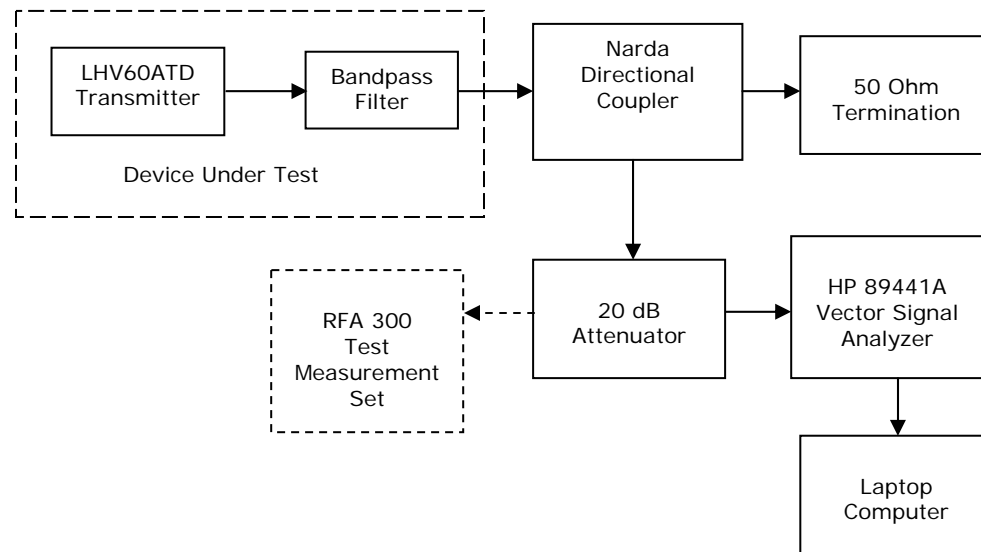 LHV60ATD
Transmitter
Bandpass
Filter
Device Under Test
Narda
Directional
Coupler
50 Ohm
Termination
RFA 300
Test
Measurement
Set
20 dB
Attenuator
HP 89441A
Vector Signal
Analyzer
Laptop
Computer